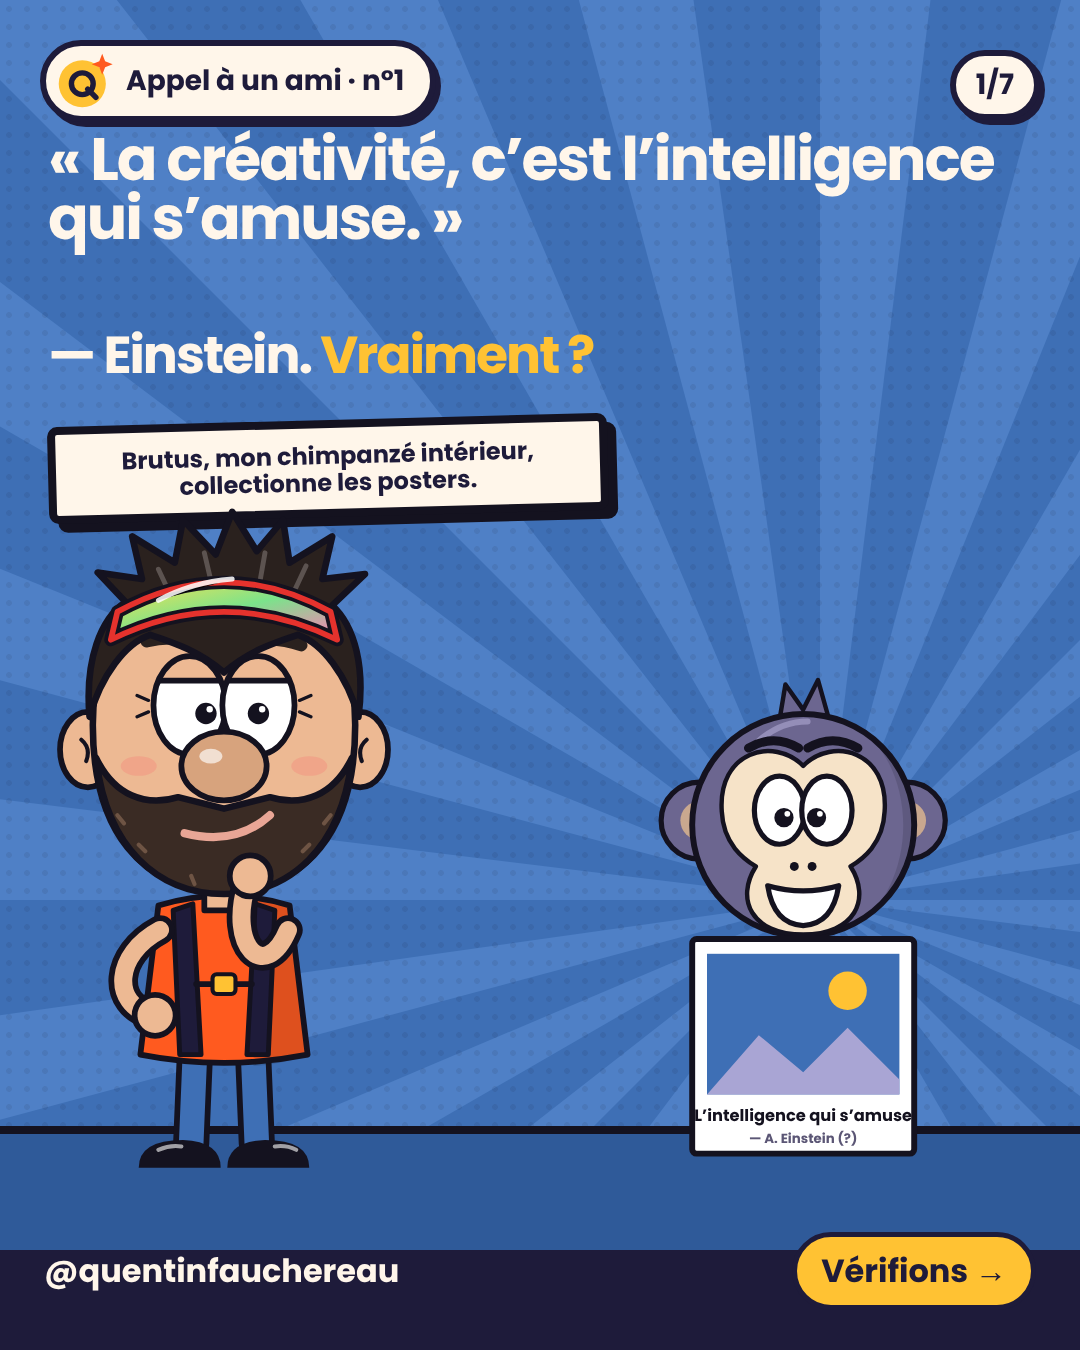 Q
Appel à un ami · n°1
1/7
« La créativité, c’est l’intelligence
qui s’amuse. »
— Einstein. Vraiment ?
Brutus, mon chimpanzé intérieur,
collectionne les posters.
L’intelligence qui s’amuse
— A. Einstein (?)
@quentinfauchereau
Vérifions →